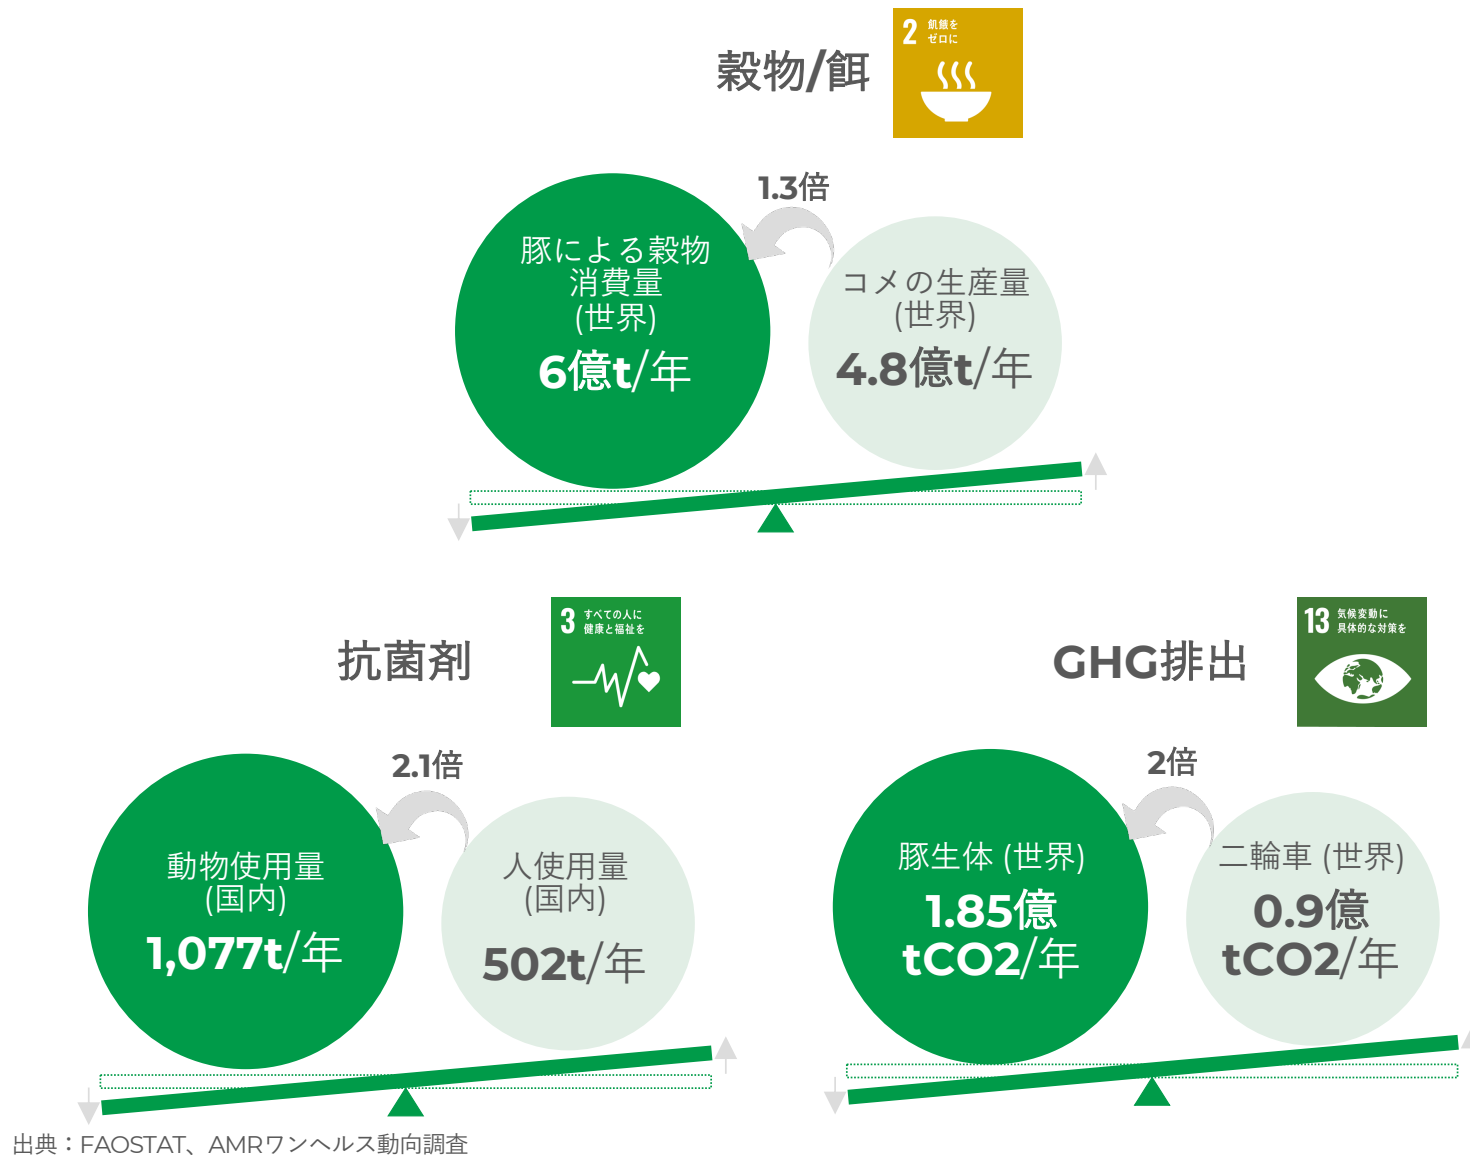 穀物/餌
2 飢餓を
ゼロに
1.3倍
豚による穀物
消費量
(世界)
6億t/年
コメの生産量
(世界)
4.8億t/年
抗菌剤
3 すべての人に
健康と福祉を
2.1倍
動物使用量
(国内)
1,077t/年
人使用量
(国内)
502t/年
GHG排出
13 気候変動に
具体的な対策を
2倍
豚生体 (世界)
1.85億
tCO2/年
二輪車 (世界)
0.9億
tCO2/年
出典：FAOSTAT、AMRワンヘルス動向調査